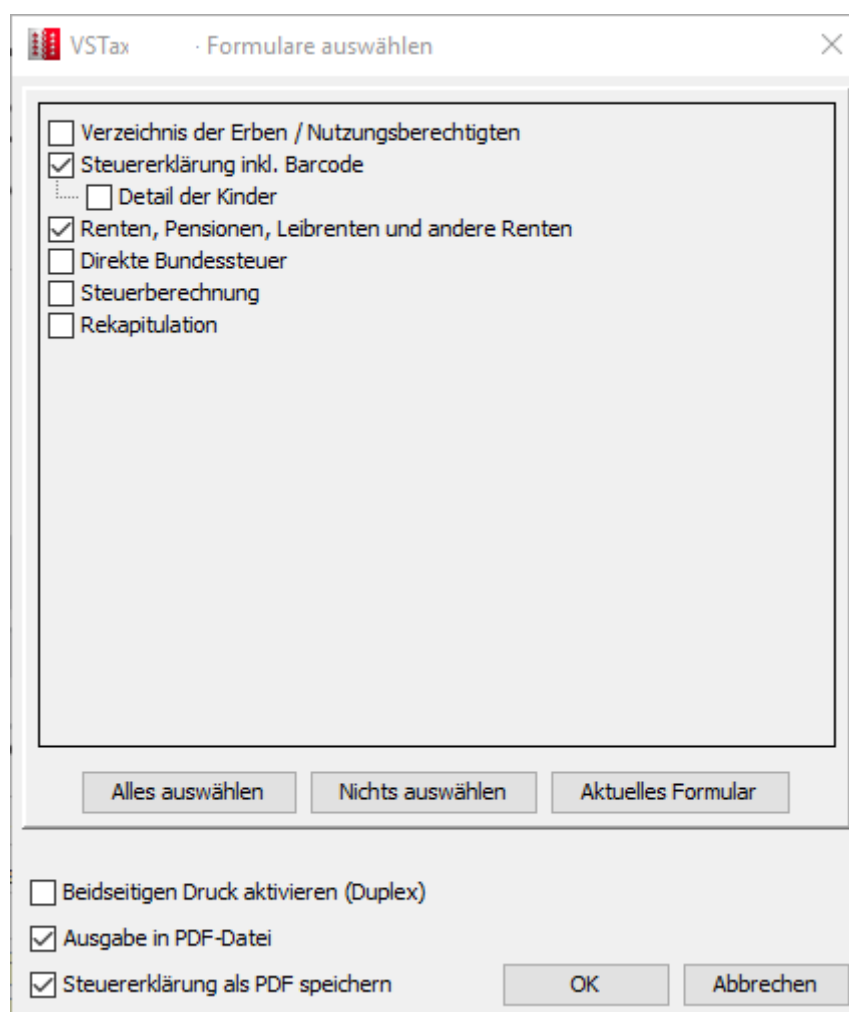 VSTax · Formulare auswählen
Verzeichnis der Erben / Nutzungsberechtigten
Steuererklärung inkl. Barcode
Detail der Kinder
Renten, Pensionen, Leibrenten und andere Renten
Direkte Bundessteuer
Steuerberechnung
Rekapitulation
Alles auswählen Nichts auswählen Aktuelles Formular
Beidseitigen Druck aktivieren (Duplex)
Ausgabe in PDF-Datei
Steuererklärung als PDF speichern OK Abbrechen